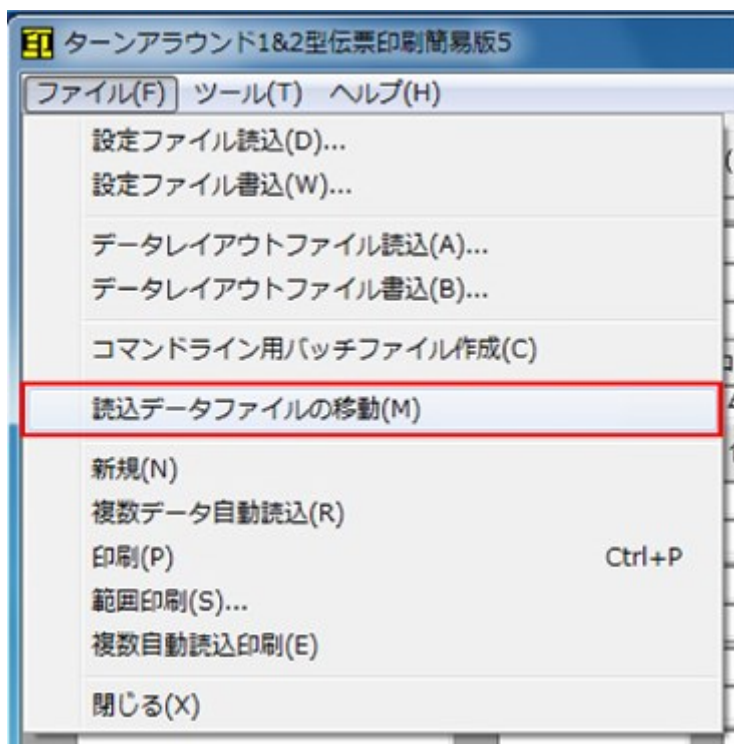 印 ターンアラウンド1&2型伝票印刷簡易版5
ファイル(F) ツール(T) ヘルプ(H)
設定ファイル読込(D)...
設定ファイル書込(W)...
データレイアウトファイル読込(A)...
データレイアウトファイル書込(B)...
コマンドライン用バッチファイル作成(C)
読込データファイルの移動(M)
新規(N)
複数データ自動読込(R)
印刷(P) Ctrl+P
範囲印刷(S)...
複数自動読込印刷(E)
閉じる(X)